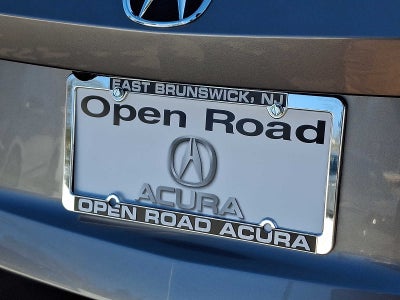 EAST BRUNSWICK, NJ
Open Road
ACURA
OPEN ROAD ACURA